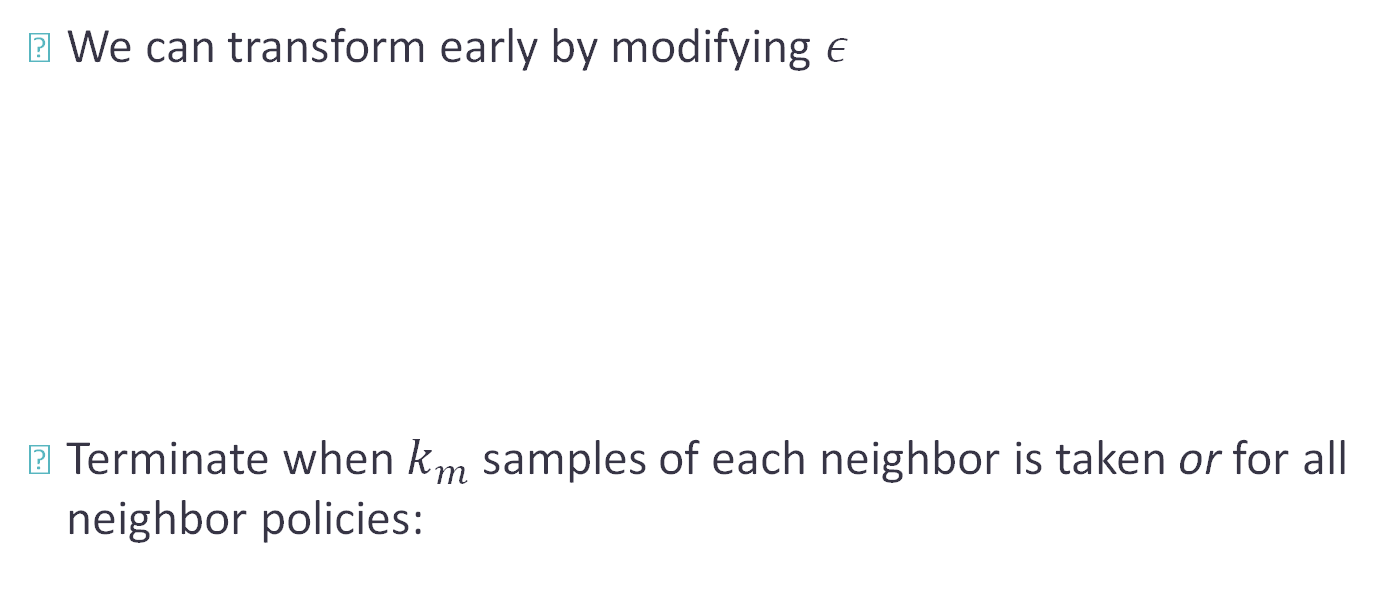 We can transform early by modifying ϵ
Terminate when k_m samples of each neighbor is taken or for all
neighbor policies: